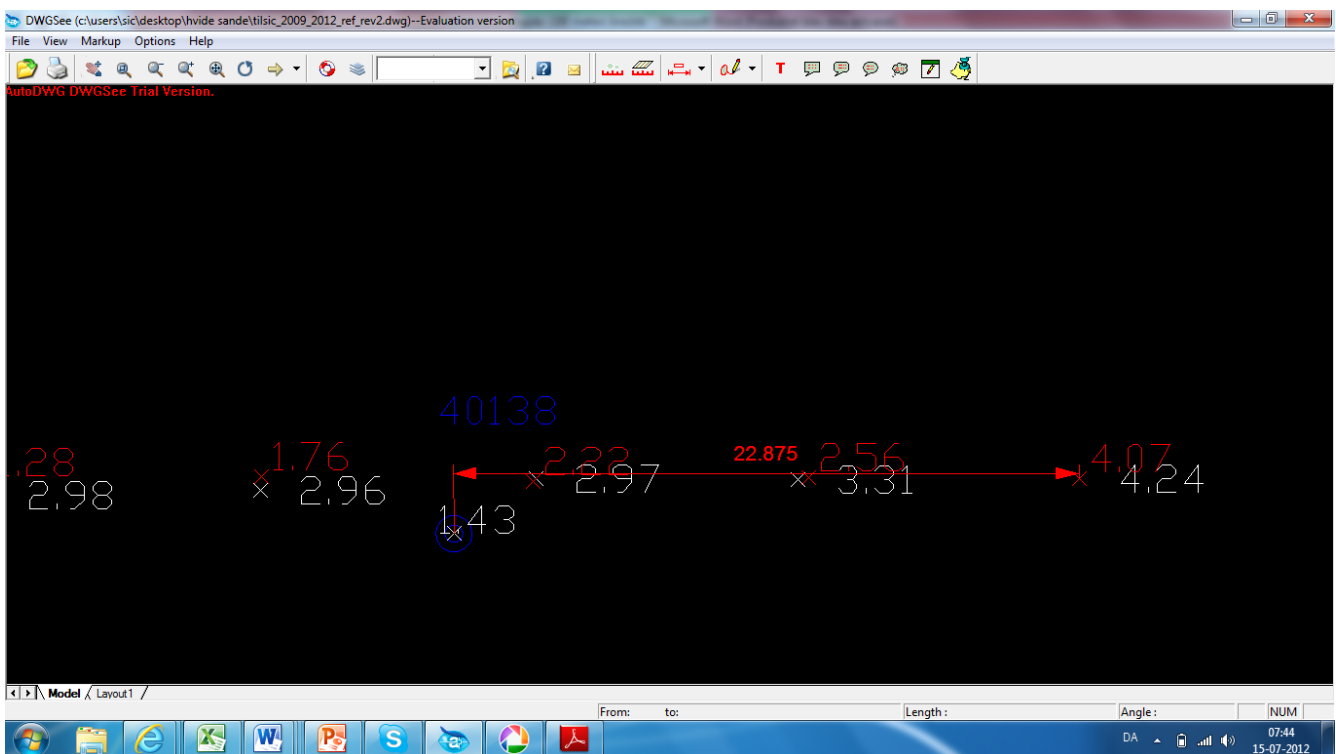 DWGSee (c:\users\sic\desktop\hvide sande\tilsic_2009_2012_ref_rev2.dwg)--Evaluation version
File View Markup Options Help
AutoDWG DWGSee Trial Version.
40138
.28 1.76 2.22 22.875 2.56 4.07
2.98 2.96 2.97 3.31 4.24
1.43
Model Layout1
From: to: Length : Angle : NUM
DA 07:44
15-07-2012